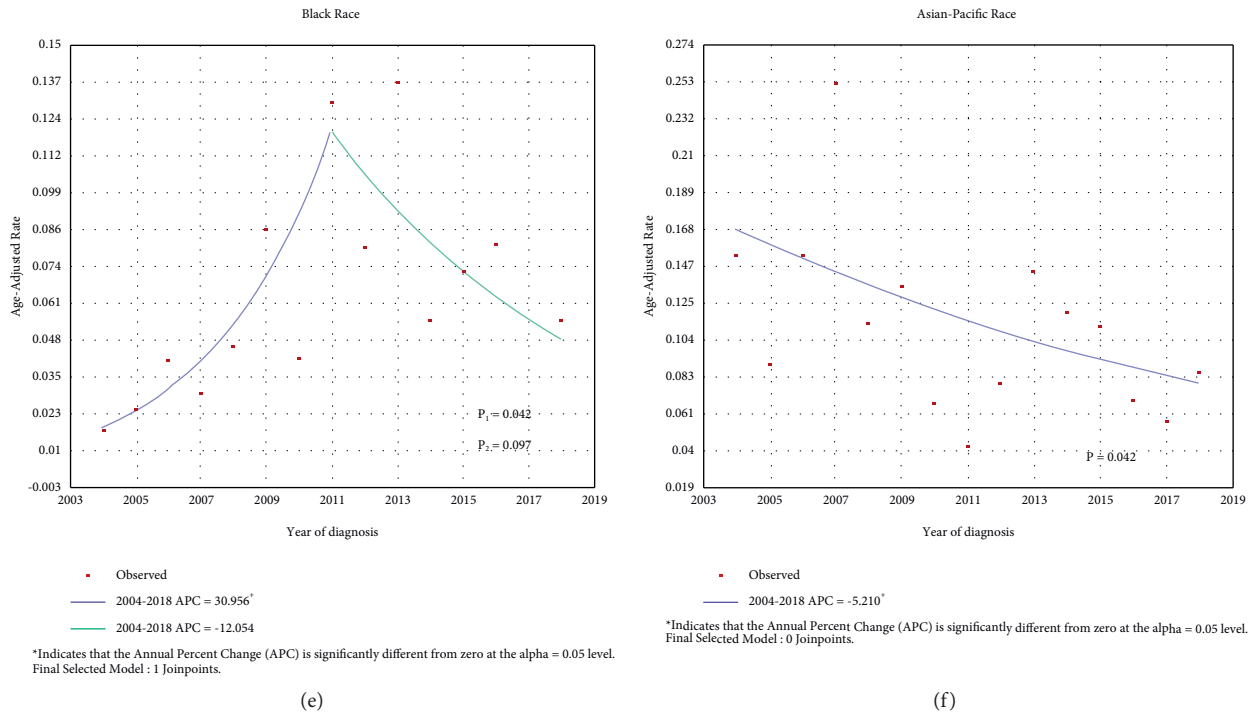 Black Race
Age-Adjusted Rate
0.15
0.137
0.124
0.112
0.099
0.086
0.074
0.061
0.048
0.035
0.023
0.01
-0.003
P₁ = 0.042
P₂ = 0.097
2003 2005 2007 2009 2011 2013 2015 2017 2019
Year of diagnosis
Observed
2004-2018 APC = 30.956*
2004-2018 APC = -12.054
*Indicates that the Annual Percent Change (APC) is significantly different from zero at the alpha = 0.05 level.
Final Selected Model : 1 Joinpoints.
(e)
Asian-Pacific Race
Age-Adjusted Rate
0.274
0.253
0.232
0.21
0.189
0.168
0.147
0.125
0.104
0.083
0.061
0.04
0.019
P = 0.042
2003 2005 2007 2009 2011 2013 2015 2017 2019
Year of diagnosis
Observed
2004-2018 APC = -5.210*
*Indicates that the Annual Percent Change (APC) is significantly different from zero at the alpha = 0.05 level.
Final Selected Model : 0 Joinpoints.
(f)